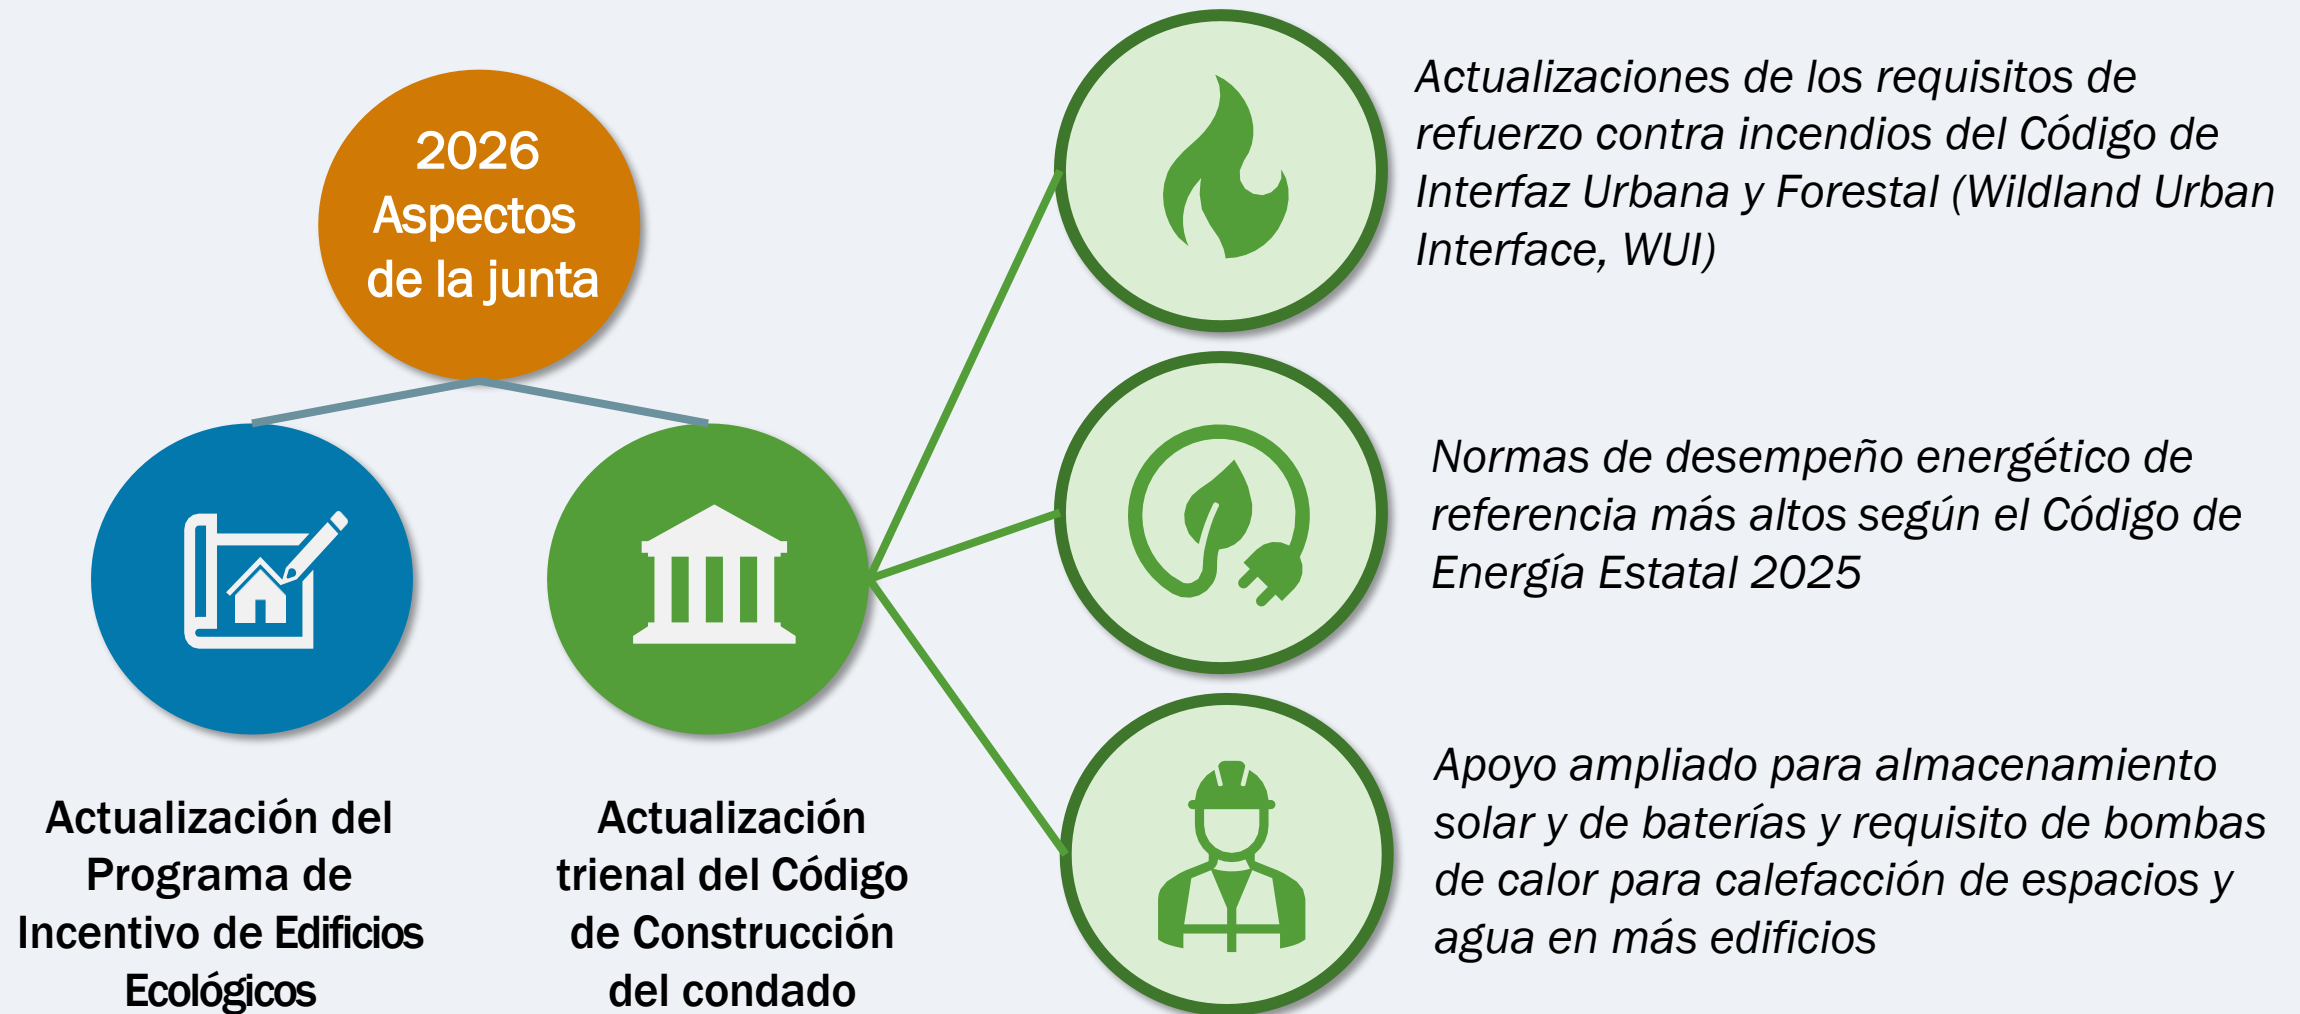 2026
Aspectos
de la junta
Actualización del
Programa de
Incentivo de Edificios
Ecológicos
Actualización
trienal del Código
de Construcción
del condado
Actualizaciones de los requisitos de
refuerzo contra incendios del Código de
Interfaz Urbana y Forestal (Wildland Urban
Interface, WUI)
Normas de desempeño energético de
referencia más altos según el Código de
Energía Estatal 2025
Apoyo ampliado para almacenamiento
solar y de baterías y requisito de bombas
de calor para calefacción de espacios y
agua en más edificios